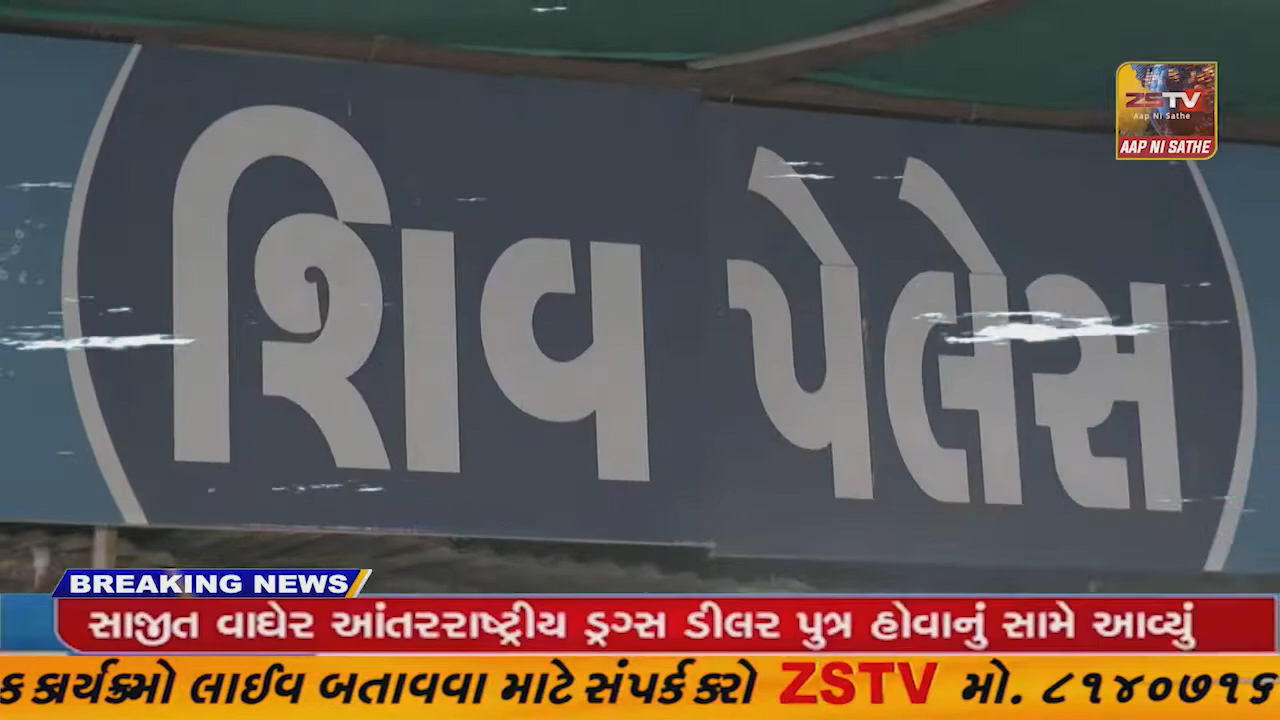 ZSTV
Aap Ni Sathe
AAP NI SATHE
શિવ પેલેસ
BREAKING NEWS
સાજીત વાઘેર આંતરરાષ્ટ્રીય ડ્રગ્સ ડીલર પુત્ર હોવાનું સામે આવ્યું
ક કાર્યક્રમો લાઈવ બતાવવા માટે સંપર્ક કરો ZSTV મો. ૮૧૪૦૭૧૬